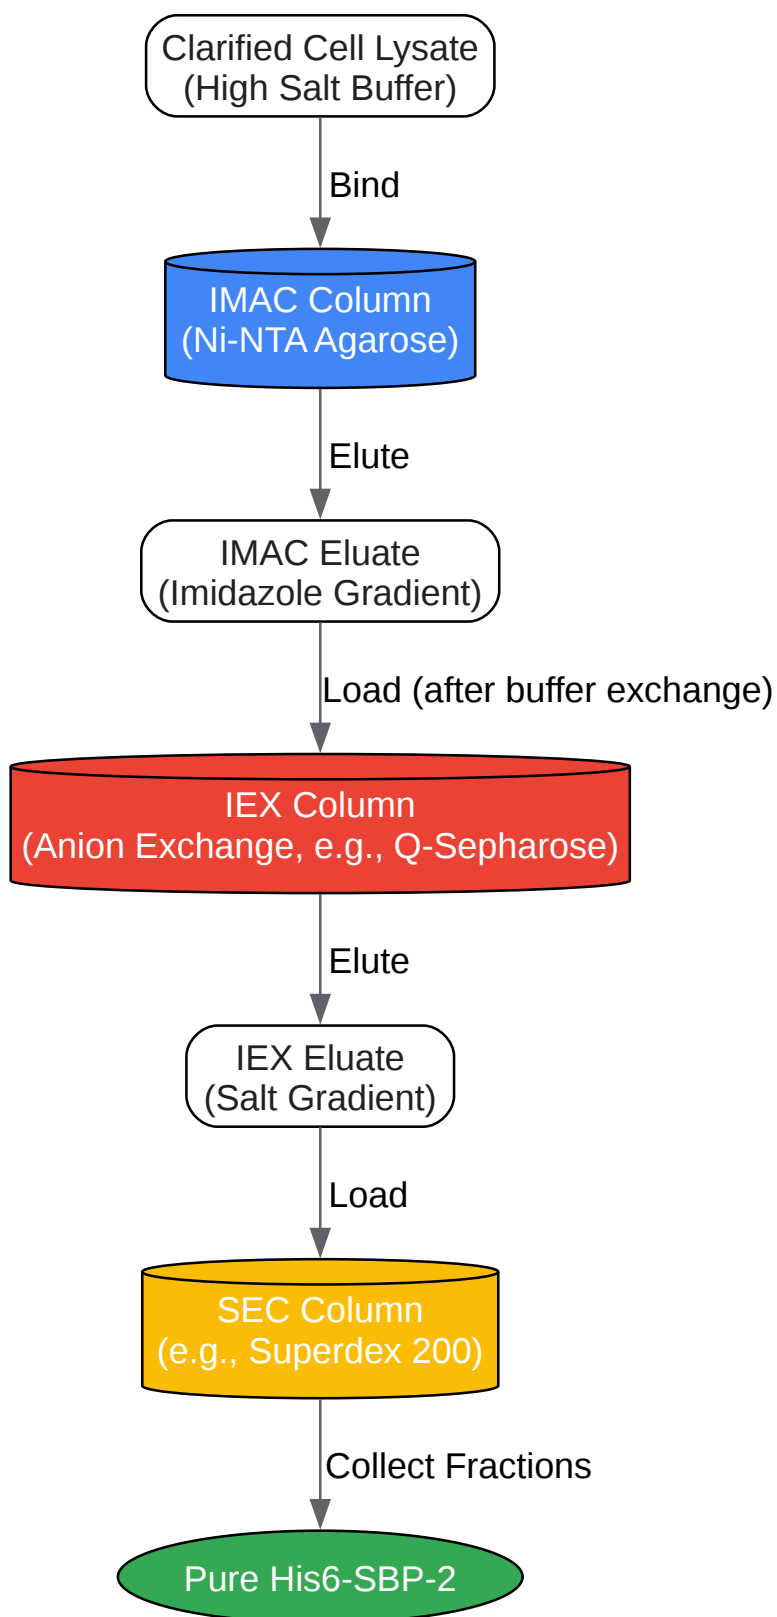 Clarified Cell Lysate
(High Salt Buffer)
Bind
IMAC Column
(Ni-NTA Agarose)
Elute
IMAC Eluate
(Imidazole Gradient)
Load (after buffer exchange)
IEX Column
(Anion Exchange, e.g., Q-Sepharose)
Elute
IEX Eluate
(Salt Gradient)
Load
SEC Column
(e.g., Superdex 200)
Collect Fractions
Pure His6-SBP-2